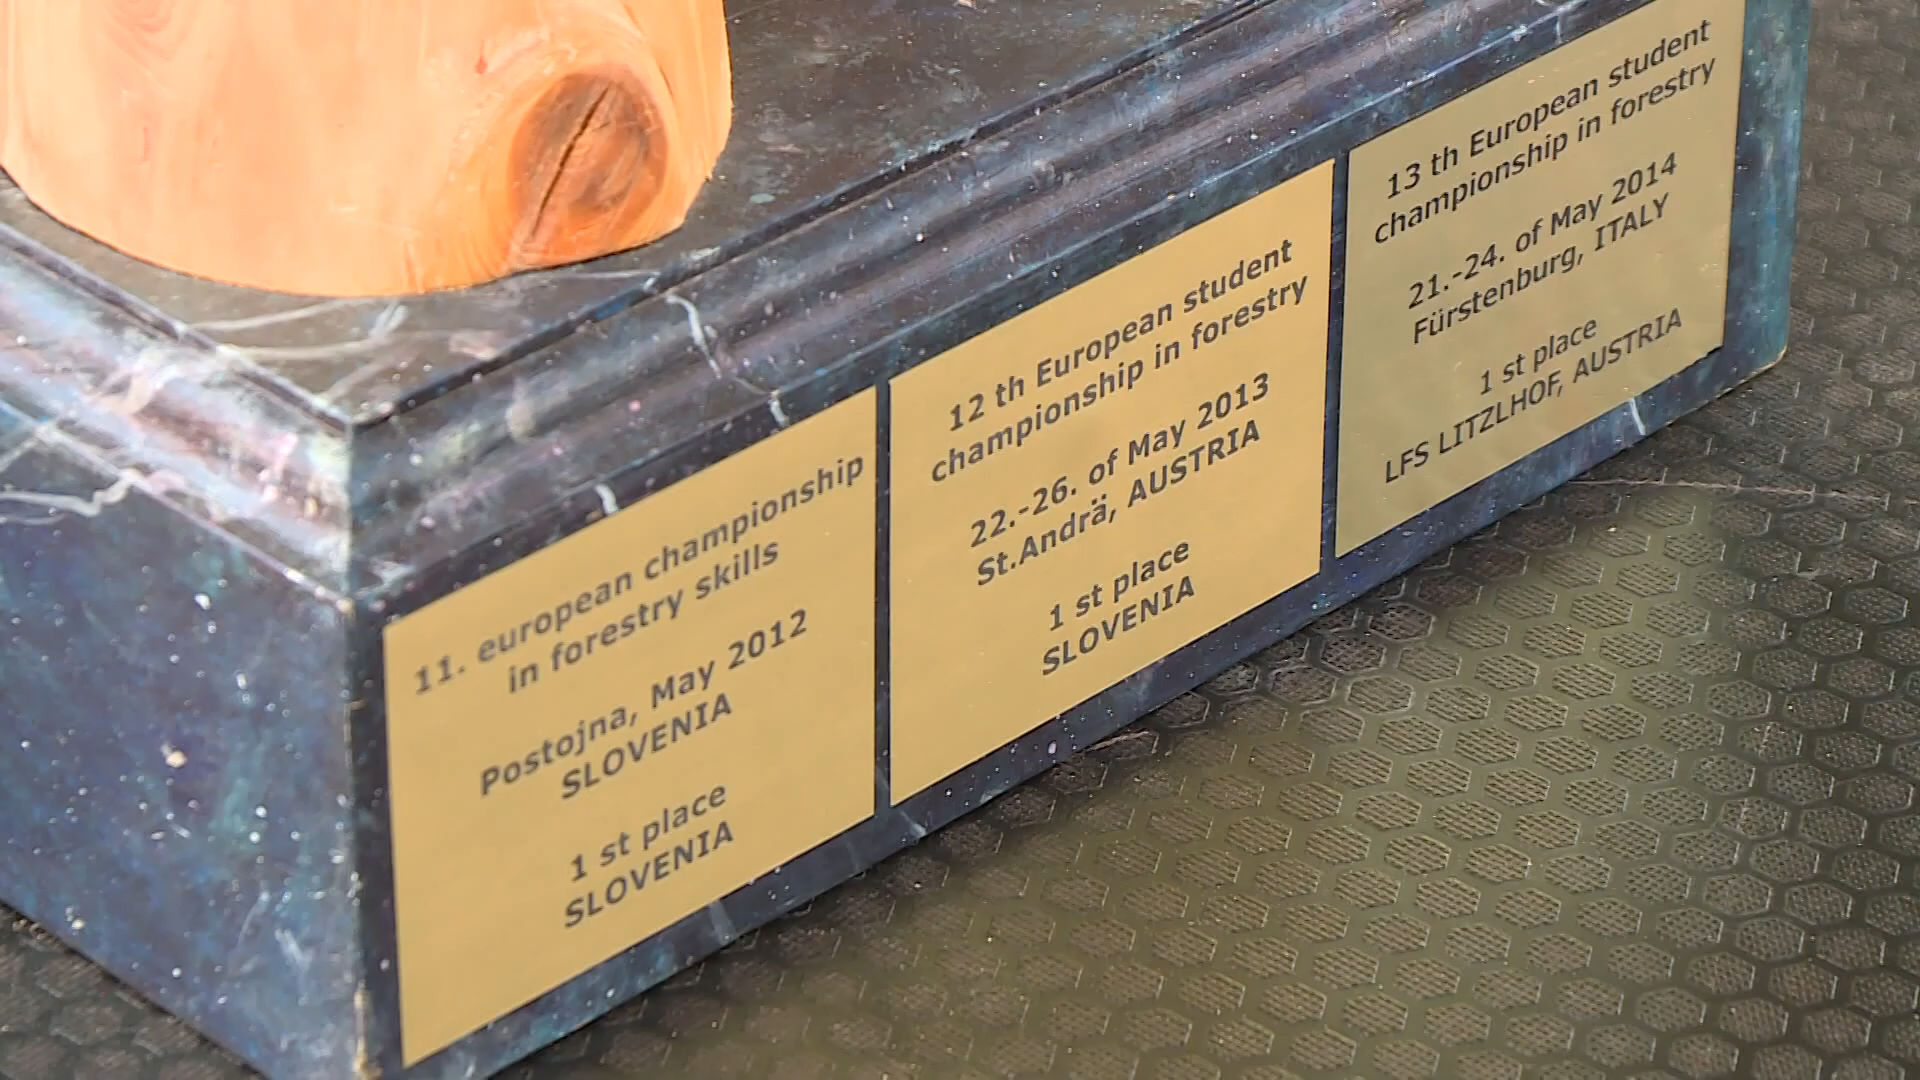 11. european championship
in forestry skills
Postojna, May 2012
SLOVENIA
1 st place
SLOVENIA
12 th European student
championship in forestry
22.-26. of May 2013
St.Andrä, AUSTRIA
1 st place
SLOVENIA
13 th European student
championship in forestry
21.-24. of May 2014
Fürstenburg, ITALY
1 st place
LFS LITZLHOF, AUSTRIA